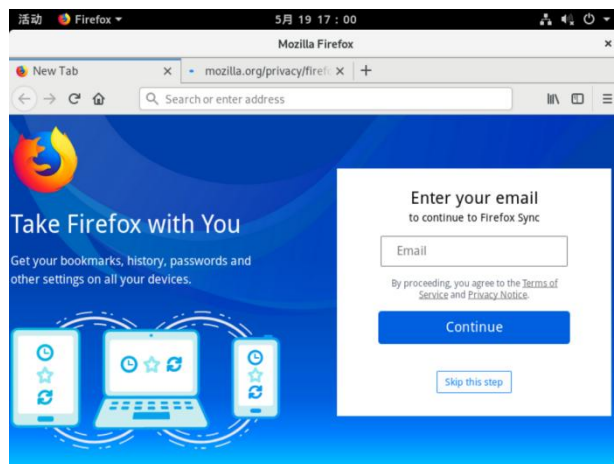 活动 Firefox 5月 19 17：00
Mozilla Firefox
New Tab mozilla.org/privacy/firef
Search or enter address
Take Firefox with You
Get your bookmarks, history, passwords and
other settings on all your devices.
Enter your email
to continue to Firefox Sync
Email
By proceeding, you agree to the Terms of
Service and Privacy Notice.
Continue
Skip this step